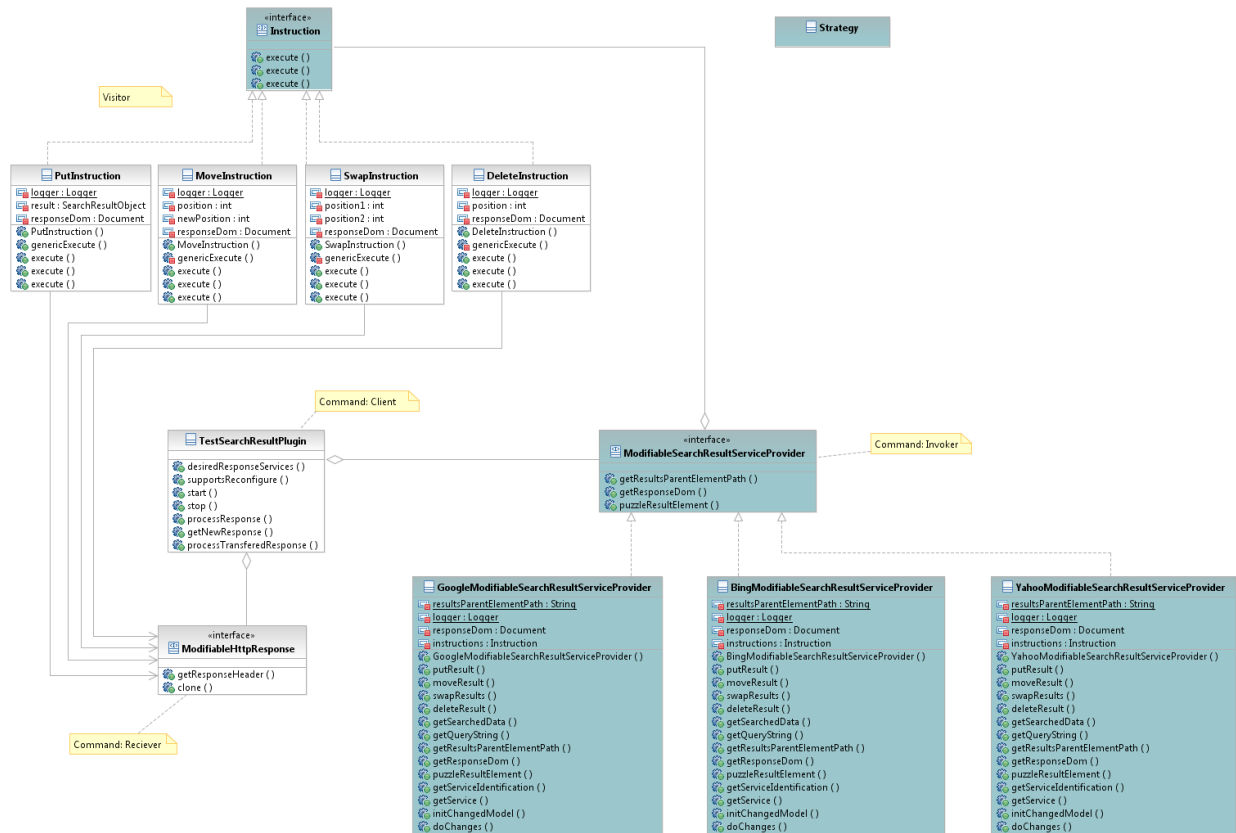 «interface»
Instruction
execute ( )
execute ( )
execute ( )
Strategy
Visitor
PutInstruction
logger : Logger
result : SearchResultObject
responseDom : Document
PutInstruction ( )
genericExecute ( )
execute ( )
execute ( )
execute ( )
MoveInstruction
logger : Logger
position : int
newPosition : int
responseDom : Document
MoveInstruction ( )
genericExecute ( )
execute ( )
execute ( )
execute ( )
SwapInstruction
logger : Logger
position1 : int
position2 : int
responseDom : Document
SwapInstruction ( )
genericExecute ( )
execute ( )
execute ( )
execute ( )
DeleteInstruction
logger : Logger
position : int
responseDom : Document
DeleteInstruction ( )
genericExecute ( )
execute ( )
execute ( )
execute ( )
Command: Client
TestSearchResultPlugin
desiredResponseServices ( )
supportsReconfigure ( )
start ( )
stop ( )
processResponse ( )
getNewResponse ( )
processTransferedResponse ( )
«interface»
ModifiableSearchResultServiceProvider
getResultsParentElementPath ( )
getResponseDom ( )
puzzleResultElement ( )
Command: Invoker
«interface»
ModifiableHttpResponse
getResponseHeader ( )
clone ( )
Command: Reciever
GoogleModifiableSearchResultServiceProvider
resultsParentElementPath : String
logger : Logger
responseDom : Document
instructions : Instruction
GoogleModifiableSearchResultServiceProvider ( )
putResult ( )
moveResult ( )
swapResults ( )
deleteResult ( )
getSearchedData ( )
getQueryString ( )
getResultsParentElementPath ( )
getResponseDom ( )
puzzleResultElement ( )
getServiceIdentification ( )
getService ( )
initChangedModel ( )
doChanges ( )
BingModifiableSearchResultServiceProvider
resultsParentElementPath : String
logger : Logger
responseDom : Document
instructions : Instruction
BingModifiableSearchResultServiceProvider ( )
putResult ( )
moveResult ( )
swapResults ( )
deleteResult ( )
getSearchedData ( )
getQueryString ( )
getResultsParentElementPath ( )
getResponseDom ( )
puzzleResultElement ( )
getServiceIdentification ( )
getService ( )
initChangedModel ( )
doChanges ( )
YahooModifiableSearchResultServiceProvider
resultsParentElementPath : String
logger : Logger
responseDom : Document
instructions : Instruction
YahooModifiableSearchResultServiceProvider ( )
putResult ( )
moveResult ( )
swapResults ( )
deleteResult ( )
getSearchedData ( )
getQueryString ( )
getResultsParentElementPath ( )
getResponseDom ( )
puzzleResultElement ( )
getServiceIdentification ( )
getService ( )
initChangedModel ( )
doChanges ( )